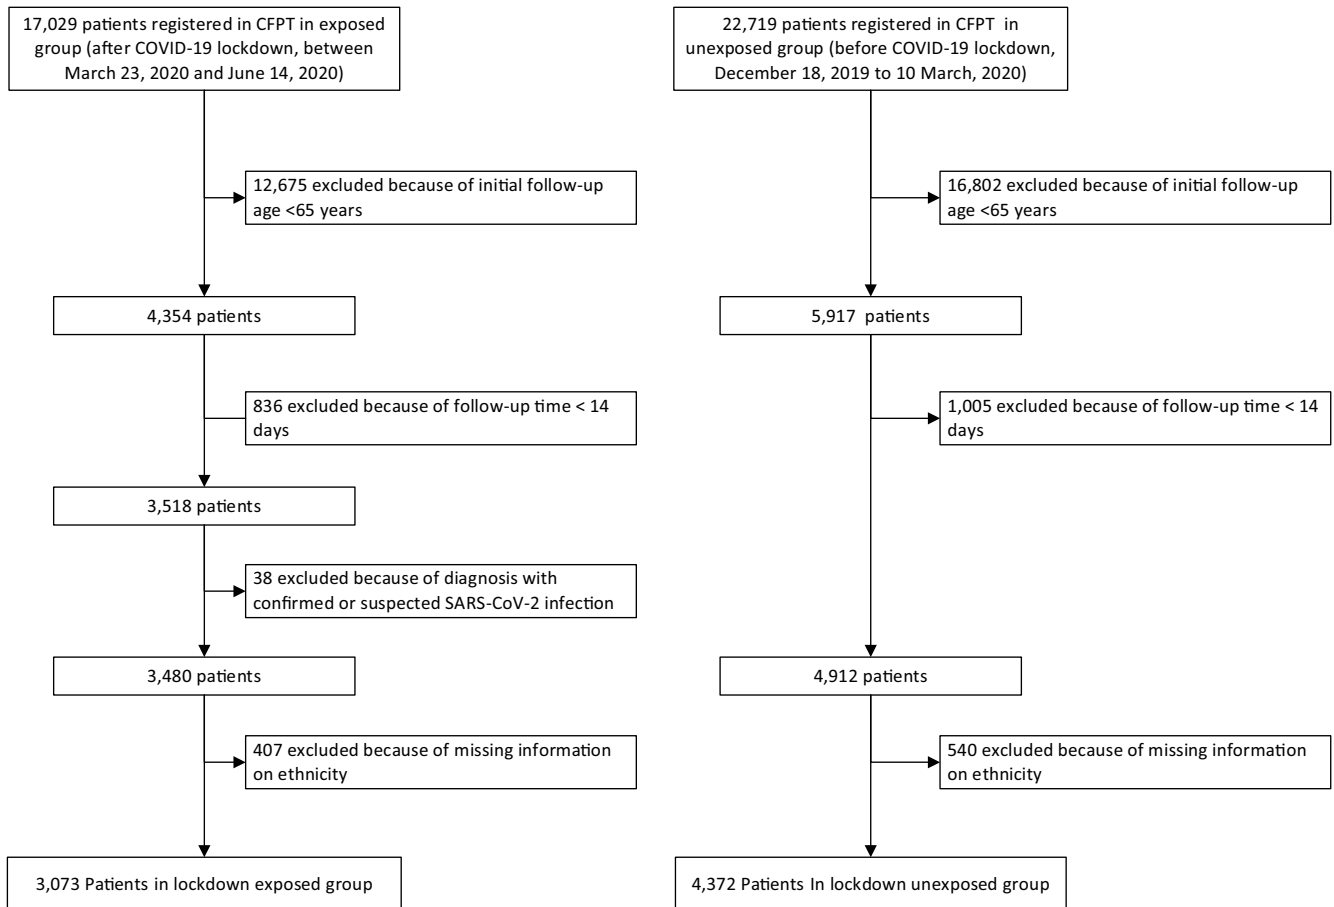 17,029 patients registered in CFPT in exposed
group (after COVID-19 lockdown, between
March 23, 2020 and June 14, 2020)
12,675 excluded because of initial follow-up
age <65 years
4,354 patients
836 excluded because of follow-up time < 14
days
3,518 patients
38 excluded because of diagnosis with
confirmed or suspected SARS-CoV-2 infection
3,480 patients
407 excluded because of missing information
on ethnicity
3,073 Patients in lockdown exposed group
22,719 patients registered in CFPT in
unexposed group (before COVID-19 lockdown,
December 18, 2019 to 10 March, 2020)
16,802 excluded because of initial follow-up
age <65 years
5,917 patients
1,005 excluded because of follow-up time < 14
days
4,912 patients
540 excluded because of missing information
on ethnicity
4,372 Patients In lockdown unexposed group